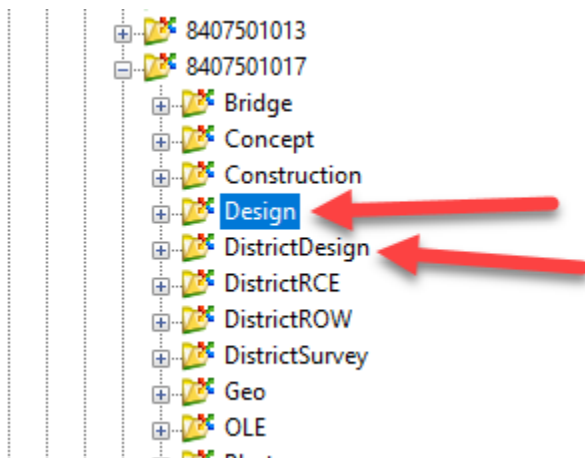 8407501013
8407501017
Bridge
Concept
Construction
Design
DistrictDesign
DistrictRCE
DistrictROW
DistrictSurvey
Geo
OLE